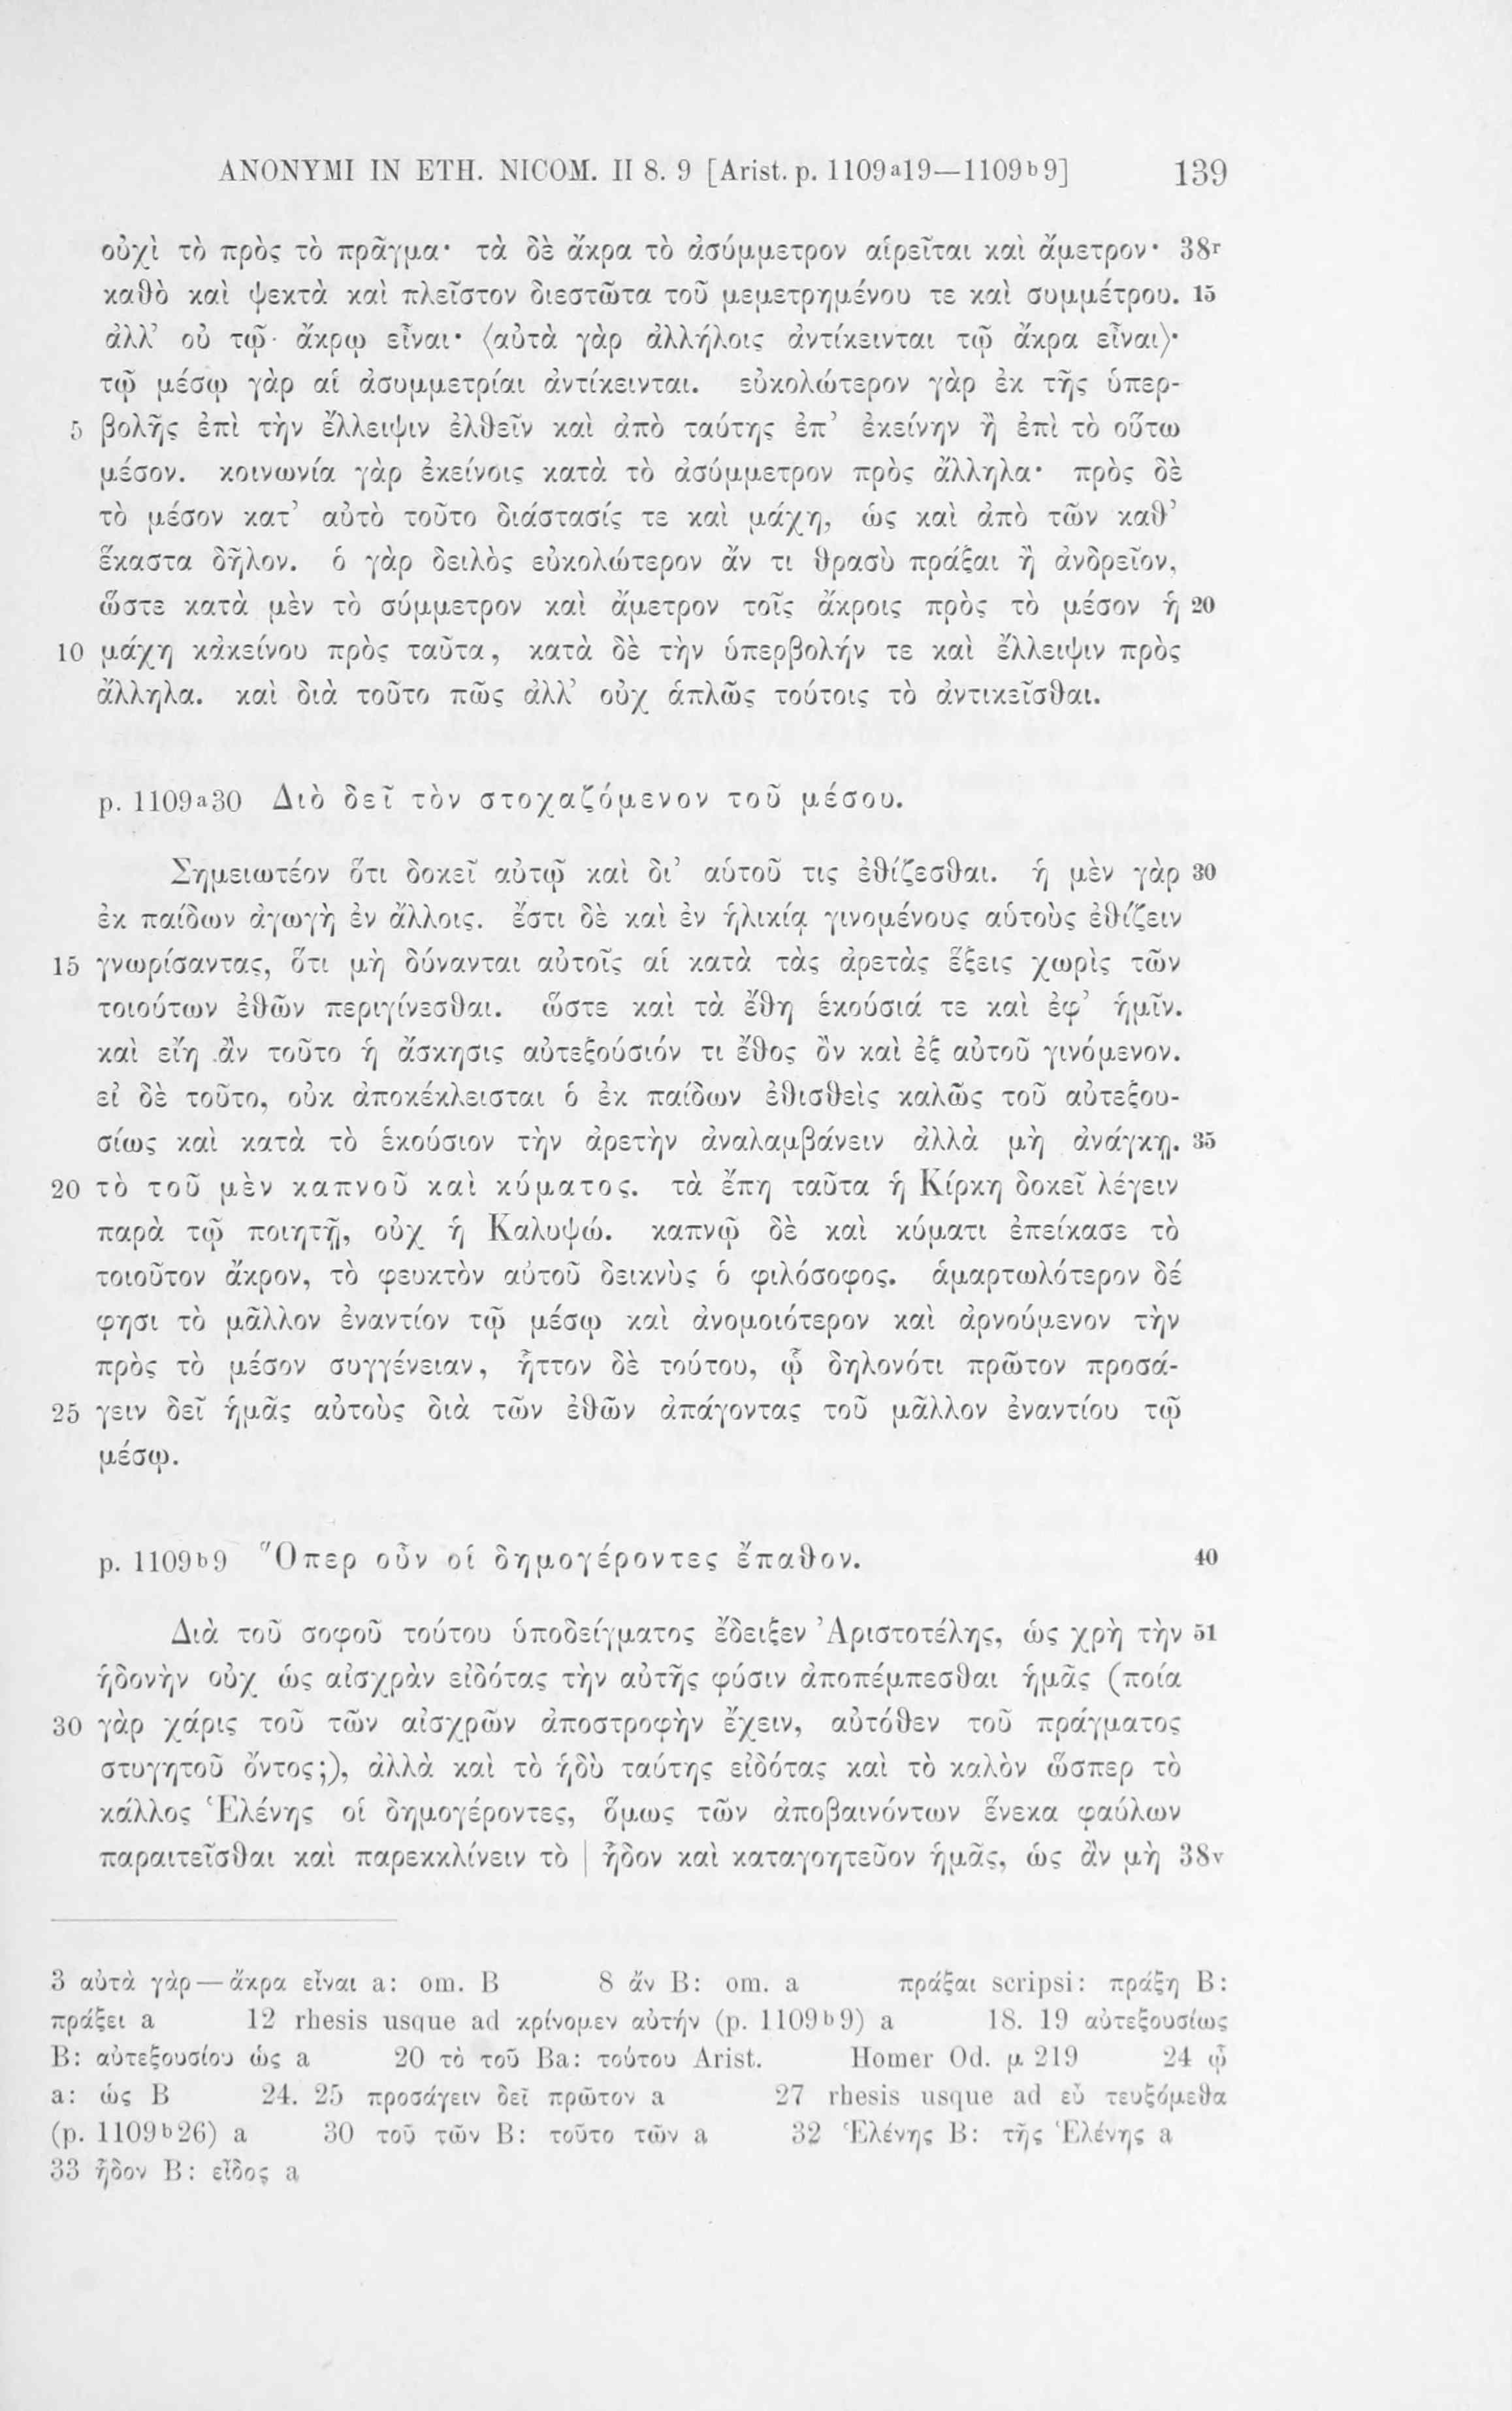 ANONYMI IN ETH. NICOM. II 8. 9 [Arist. p. 1109a19—1109b9] 139
οὐχὶ τὸ πρὸς τὸ πρᾶγμα· τὰ δὲ ἄκρα τὸ ἀσύμμετρον αἱρεῖται καὶ ἄμετρον· 38r
καθὸ καὶ ψεκτὰ καὶ πλεῖστον διεστῶτα τοῦ μεμετρημένου τε καὶ συμμέτρου. 15
ἀλλ’ οὐ τῷ ἄκρῳ εἶναι· ⟨αὐτὰ γὰρ ἀλλήλοις ἀντίκεινται τῷ ἄκρα εἶναι⟩·
τῷ μέσῳ γὰρ αἱ ἀσυμμετρίαι ἀντίκεινται. εὐκολώτερον γὰρ ἐκ τῆς ὑπερ-
5 βολῆς ἐπὶ τὴν ἔλλειψιν ἐλθεῖν καὶ ἀπὸ ταύτης ἐπ’ ἐκείνην ἢ ἐπὶ τὸ οὕτω
μέσον. κοινωνία γὰρ ἐκείνοις κατὰ τὸ ἀσύμμετρον πρὸς ἄλληλα· πρὸς δὲ
τὸ μέσον κατ’ αὐτὸ τοῦτο διάστασίς τε καὶ μάχη, ὡς καὶ ἀπὸ τῶν καθ’
ἕκαστα δῆλον. ὁ γὰρ δειλὸς εὐκολώτερον ἄν τι θρασὺ πράξαι ἢ ἀνδρεῖον,
ὥστε κατὰ μὲν τὸ σύμμετρον καὶ ἄμετρον τοῖς ἄκροις πρὸς τὸ μέσον ἡ 20
10 μάχη κἀκείνου πρὸς ταῦτα, κατὰ δὲ τὴν ὑπερβολήν τε καὶ ἔλλειψιν πρὸς
ἄλληλα. καὶ διὰ τοῦτο πῶς ἀλλ’ οὐχ ἁπλῶς τούτοις τὸ ἀντικεῖσθαι.
p. 1109a30 Διὸ δεῖ τὸν στοχαζόμενον τοῦ μέσου.
Σημειωτέον ὅτι δοκεῖ αὐτῷ καὶ δι’ αὑτοῦ τις ἐθίζεσθαι. ἡ μὲν γὰρ 30
ἐκ παίδων ἀγωγὴ ἐν ἄλλοις. ἔστι δὲ καὶ ἐν ἡλικίᾳ γινομένους αὑτοὺς ἐθίζειν
15 γνωρίσαντας, ὅτι μὴ δύνανται αὐτοῖς αἱ κατὰ τὰς ἀρετὰς ἕξεις χωρὶς τῶν
τοιούτων ἐθῶν περιγίνεσθαι. ὥστε καὶ τὰ ἔθη ἑκούσιά τε καὶ ἐφ’ ἡμῖν.
καὶ εἴη ἂν τοῦτο ἡ ἄσκησις αὐτεξούσιόν τι ἔθος ὂν καὶ ἐξ αὐτοῦ γινόμενον.
εἰ δὲ τοῦτο, οὐκ ἀποκέκλεισται ὁ ἐκ παίδων ἐθισθεὶς καλῶς τοῦ αὐτεξου-
σίως καὶ κατὰ τὸ ἑκούσιον τὴν ἀρετὴν ἀναλαμβάνειν ἀλλὰ μὴ ἀνάγκῃ. 35
20 τὸ τοῦ μὲν καπνοῦ καὶ κύματος. τὰ ἔπη ταῦτα ἡ Κίρκη δοκεῖ λέγειν
παρὰ τῷ ποιητῇ, οὐχ ἡ Καλυψώ. καπνῷ δὲ καὶ κύματι ἐπείκασε τὸ
τοιοῦτον ἄκρον, τὸ φευκτὸν αὐτοῦ δεικνὺς ὁ φιλόσοφος. ἁμαρτωλότερον δέ
φησι τὸ μᾶλλον ἐναντίον τῷ μέσῳ καὶ ἀνομοιότερον καὶ ἀρνούμενον τὴν
πρὸς τὸ μέσον συγγένειαν, ἧττον δὲ τούτου, ᾧ δηλονότι πρῶτον προσά-
25 γειν δεῖ ἡμᾶς αὐτοὺς διὰ τῶν ἐθῶν ἀπάγοντας τοῦ μᾶλλον ἐναντίου τῷ
μέσῳ.
p. 1109b9 Ὅπερ οὖν οἱ δημογέροντες ἔπαθον. 40
Διὰ τοῦ σοφοῦ τούτου ὑποδείγματος ἔδειξεν Ἀριστοτέλης, ὡς χρὴ τὴν 51
ἡδονὴν οὐχ ὡς αἰσχρὰν εἰδότας τὴν αὐτῆς φύσιν ἀποπέμπεσθαι ἡμᾶς (ποία
30 γὰρ χάρις τοῦ τῶν αἰσχρῶν ἀποστροφὴν ἔχειν, αὐτόθεν τοῦ πράγματος
στυγητοῦ ὄντος;), ἀλλὰ καὶ τὸ ἡδὺ ταύτης εἰδότας καὶ τὸ καλὸν ὥσπερ τὸ
κάλλος Ἑλένης οἱ δημογέροντες, ὅμως τῶν ἀποβαινόντων ἕνεκα φαύλων
παραιτεῖσθαι καὶ παρεκκλίνειν τὸ | ἧδον καὶ καταγοητεῦον ἡμᾶς, ὡς ἂν μὴ 38v
3 αὐτὰ γὰρ—ἄκρα εἶναι a: om. B 8 ἄν B: om. a πράξαι scripsi: πράξῃ B:
πράξει a 12 rhesis usque ad κρίνομεν αὐτήν (p. 1109b9) a 18. 19 αὐτεξουσίως
B: αὐτεξουσίου ὡς a 20 τὸ τοῦ Ba: τούτου Arist. Homer Od. μ 219 24 ᾧ
a: ὡς B 24. 25 προσάγειν δεῖ πρῶτον a 27 rhesis usque ad εὖ τευξόμεθα
(p. 1109b26) a 30 τοῦ τῶν B: τοῦτο τῶν a 32 Ἑλένης B: τῆς Ἑλένης a
33 ἧδον B: εἶδος a